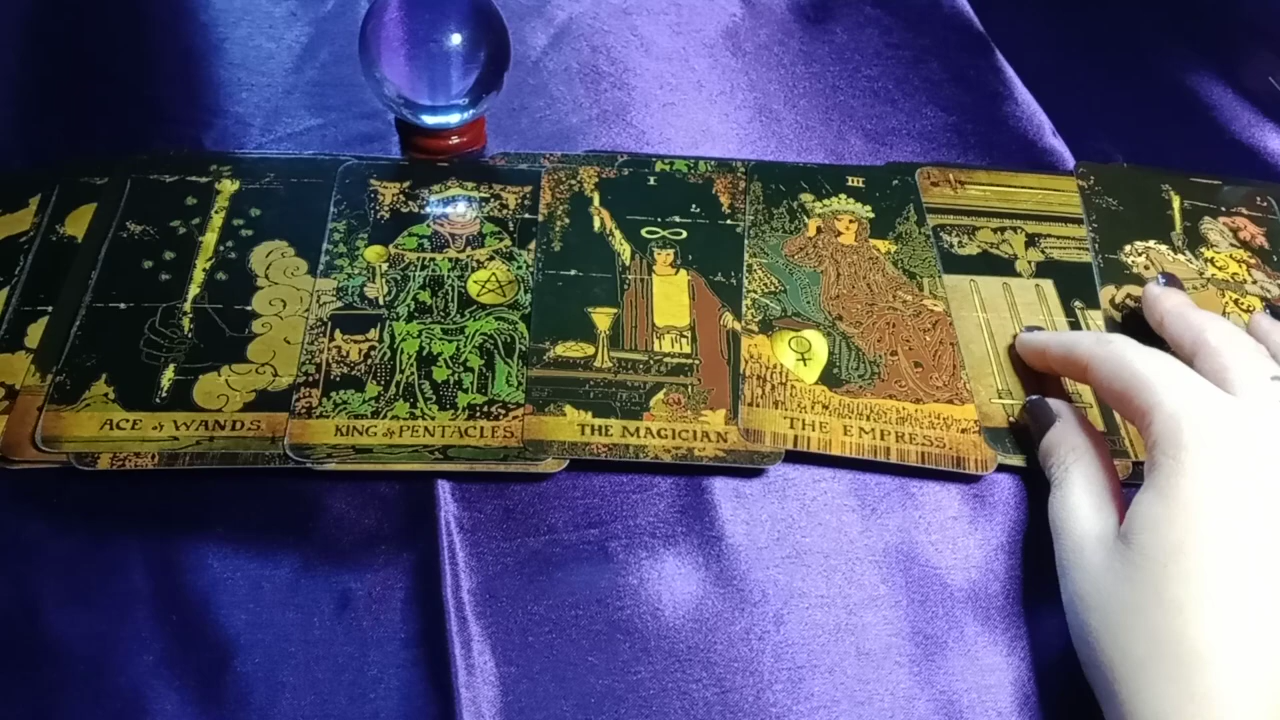 ACE of WANDS.
KING of PENTACLES.
I
THE MAGICIAN
III
THE EMPRESS.